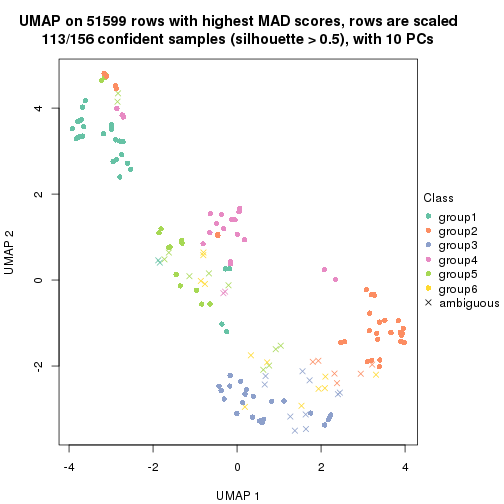 UMAP on 51599 rows with highest MAD scores, rows are scaled
113/156 confident samples (silhouette > 0.5), with 10 PCs
4
2
0
-2
UMAP 2
-4
-2
0
2
4
UMAP 1
Class
group1
group2
group3
group4
group5
group6
ambiguous